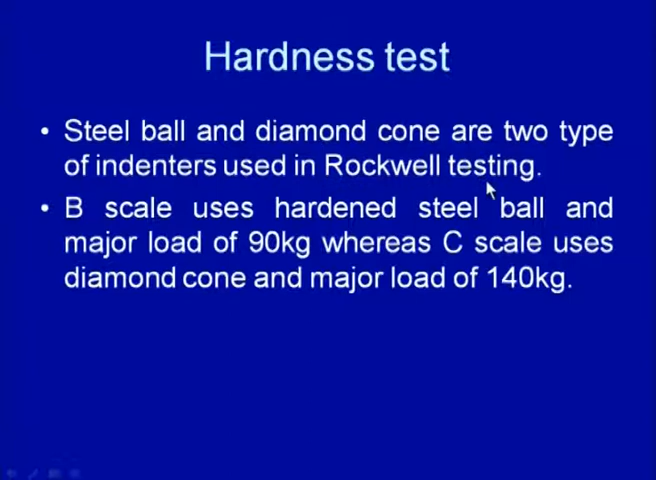 Hardness test
• Steel ball and diamond cone are two type
of indenters used in Rockwell testing.
• B scale uses hardened steel ball and
major load of 90kg whereas C scale uses
diamond cone and major load of 140kg.